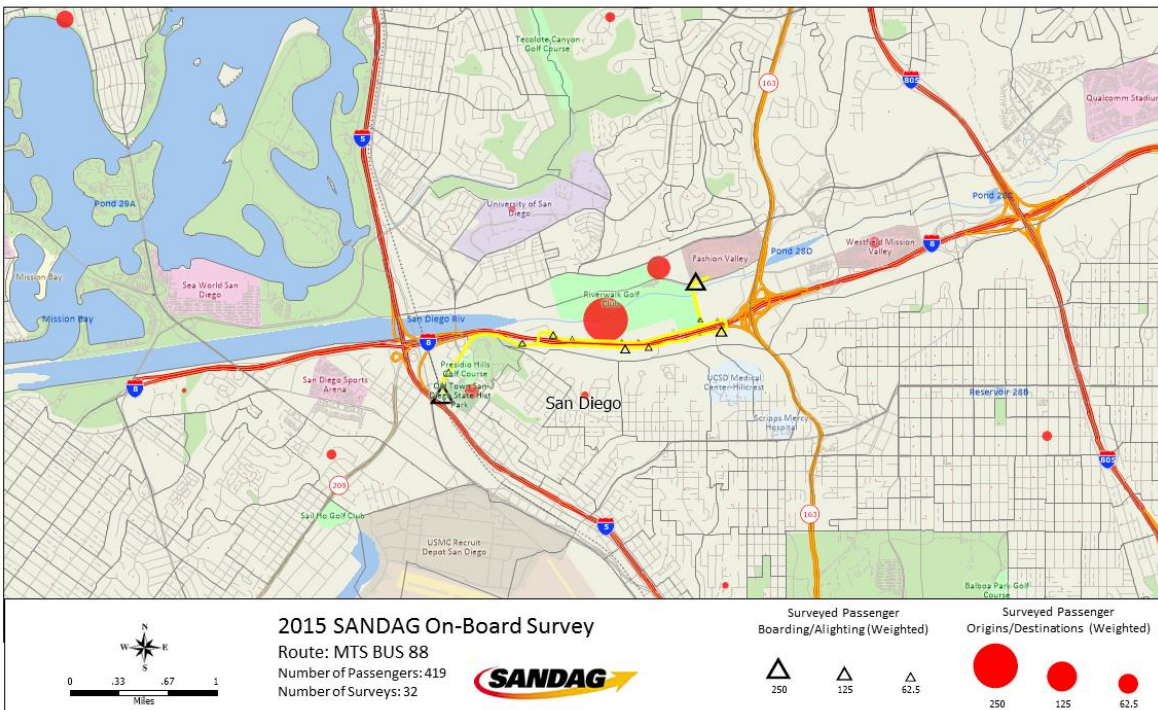 Tecolote Canyon
Golf Course
163
805
Qualcomm Stadium
5
Pond 29A
University of San
Diego
Pond 28C
Mission Bay
Sea World San
Diego
Fashion Valley
Pond 28D
Westfield Mission
Valley
8
Riverwalk Golf
Club
Mission Bay
San Diego Riv
8
8
Presidio Hills
Golf Course
San Diego Sports
Arena
Old Town San
Diego State Hist
Park
San Diego
UCSD Medical
Center-Hillcrest
Reservoir 28B
Scripps Mercy
Hospital
805
209
163
Sail Ho Golf Club
5
USMC Recruit
Depot San Diego
Balboa Park Golf
Course
N
W E
S
0 .33 .67 1
Miles
2015 SANDAG On-Board Survey
Route: MTS BUS 88
Number of Passengers: 419
Number of Surveys: 32
SANDAG
Surveyed Passenger
Boarding/Alighting (Weighted)
250 125 62.5
Surveyed Passenger
Origins/Destinations (Weighted)
250 125 62.5